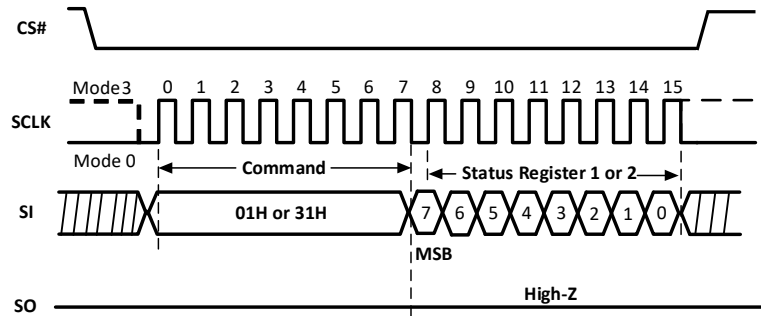 CS#
Mode3 0 1 2 3 4 5 6 7 8 9 10 11 12 13 14 15
SCLK
Mode 0
Command
Status Register 1 or 2
SI
01H or 31H
7 6 5 4 3 2 1 0
MSB
High-Z
SO